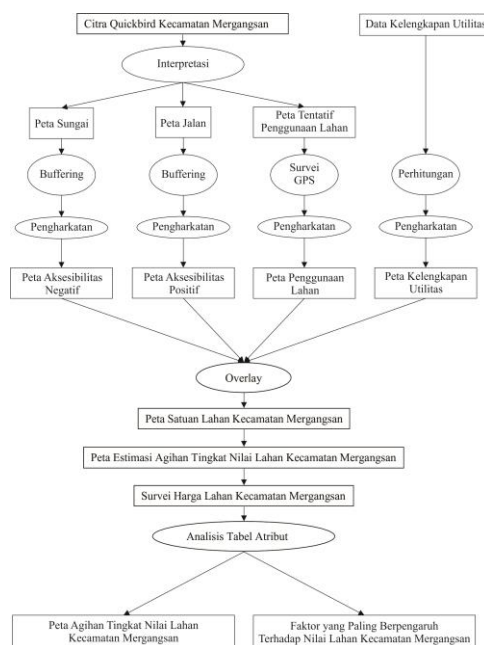 Citra Quickbird Kecamatan Mergangsan
Data Kelengkapan Utilitas
Interpretasi
Peta Sungai
Peta Jalan
Peta Tentatif
Penggunaan Lahan
Buffering
Buffering
Survei
GPS
Perhitungan
Pengharkatan
Pengharkatan
Pengharkatan
Pengharkatan
Peta Aksesibilitas
Negatif
Peta Aksesibilitas
Positif
Peta Penggunaan
Lahan
Peta Kelengkapan
Utilitas
Overlay
Peta Satuan Lahan Kecamatan Mergangsan
Peta Estimasi Agihan Tingkat Nilai Lahan Kecamatan Mergangsan
Survei Harga Lahan Kecamatan Mergangsan
Analisis Tabel Atribut
Peta Agihan Tingkat Nilai Lahan
Kecamatan Mergangsan
Faktor yang Paling Berpengaruh
Terhadap Nilai Lahan Kecamatan Mergangsan